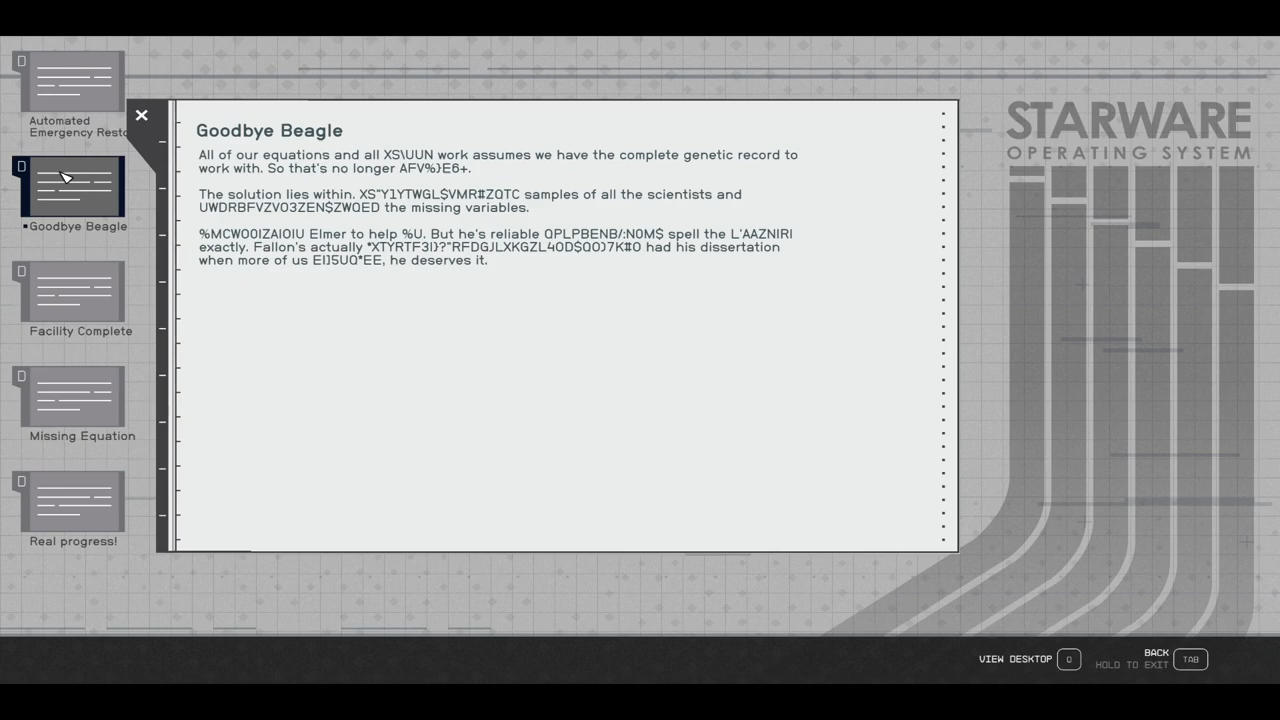 Automated
Emergency Resto
Goodbye Beagle
Facility Complete
Missing Equation
Real progress!
Goodbye Beagle
All of our equations and all XS\UUN work assumes we have the complete genetic record to
work with. So that's no longer AFV%}E6+.
The solution lies within. XS"Y1YTWGL$VMR#ZQTC samples of all the scientists and
UWDRBFVZVO3ZEN$ZWQED the missing variables.
%MCWO0IZAIOIU Elmer to help %U. But he's reliable QPLPBENB/:N0M$ spell the L'AAZNIRI
exactly. Fallon's actually *XTYRTF3I)}?"RFDGJLXKGZL4OD$QO)7K#O had his dissertation
when more of us EI]5UQ*EE, he deserves it.
STARWARE
OPERATING SYSTEM
VIEW DESKTOP Q
BACK
HOLD TO EXIT TAB